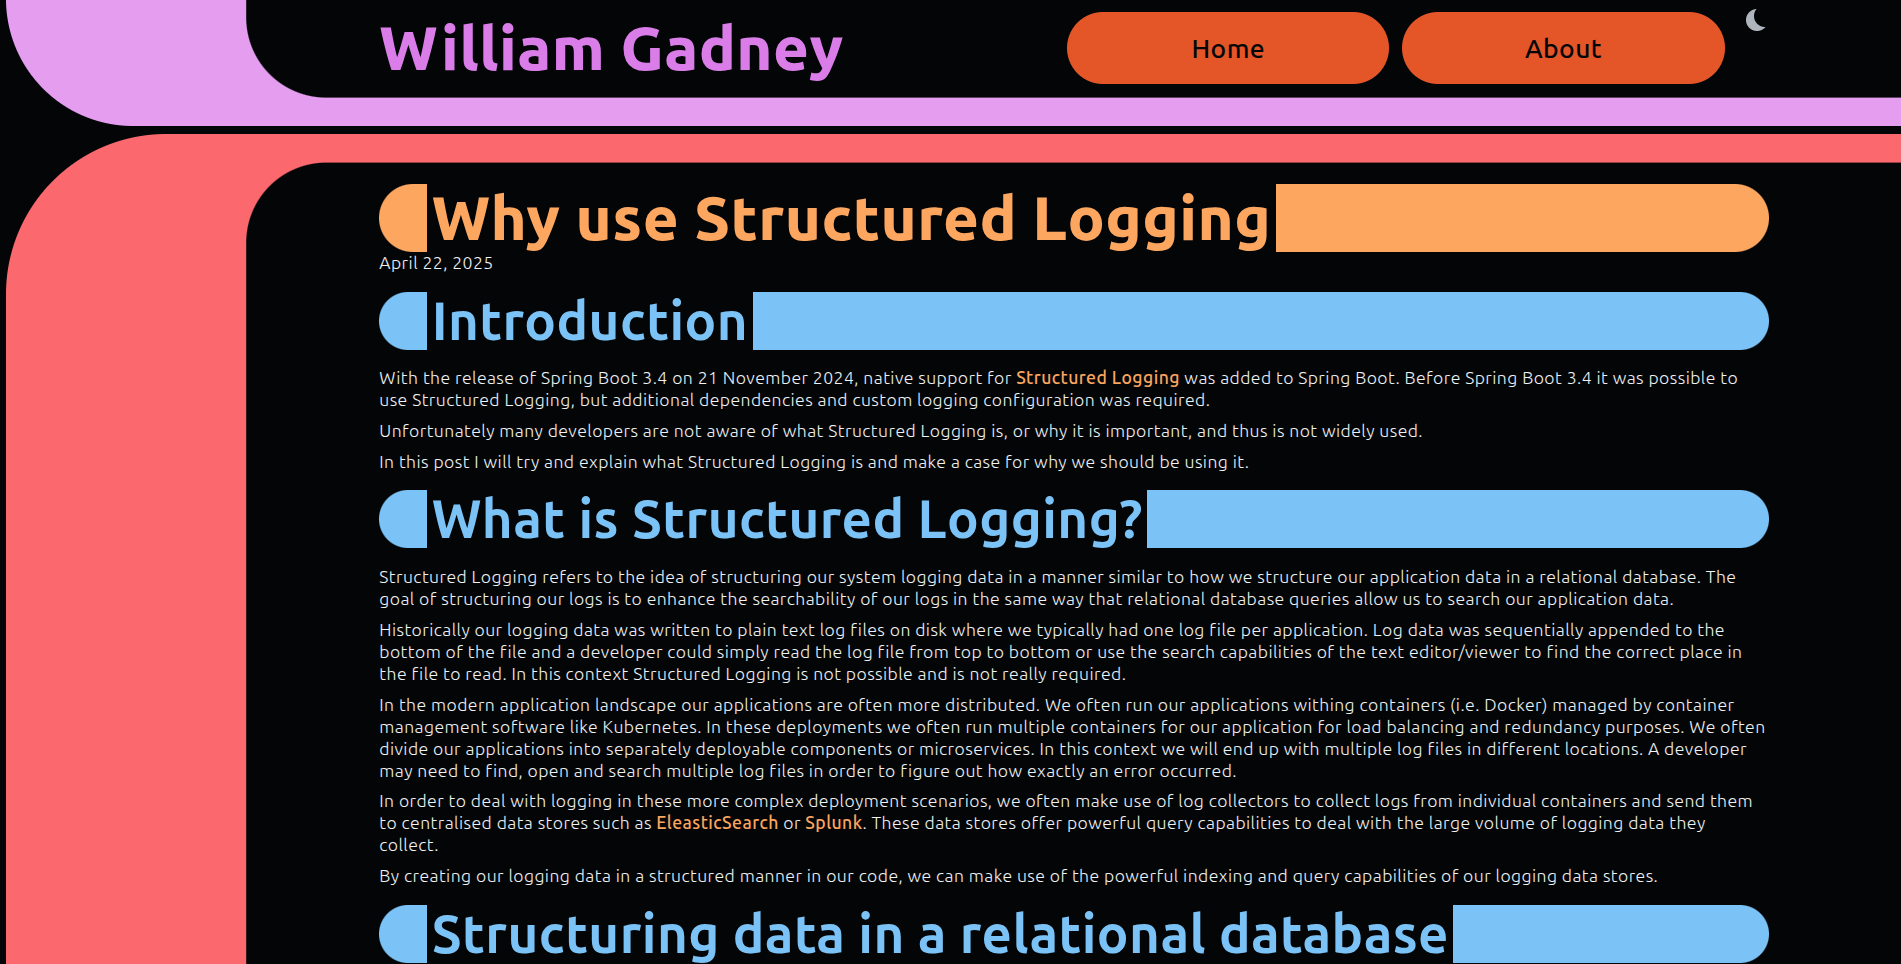 William Gadney
Home
About
Why use Structured Logging
April 22, 2025
Introduction
With the release of Spring Boot 3.4 on 21 November 2024, native support for Structured Logging was added to Spring Boot. Before Spring Boot 3.4 it was possible to
use Structured Logging, but additional dependencies and custom logging configuration was required.
Unfortunately many developers are not aware of what Structured Logging is, or why it is important, and thus is not widely used.
In this post I will try and explain what Structured Logging is and make a case for why we should be using it.
What is Structured Logging?
Structured Logging refers to the idea of structuring our system logging data in a manner similar to how we structure our application data in a relational database. The
goal of structuring our logs is to enhance the searchability of our logs in the same way that relational database queries allow us to search our application data.
Historically our logging data was written to plain text log files on disk where we typically had one log file per application. Log data was sequentially appended to the
bottom of the file and a developer could simply read the log file from top to bottom or use the search capabilities of the text editor/viewer to find the correct place in
the file to read. In this context Structured Logging is not possible and is not really required.
In the modern application landscape our applications are often more distributed. We often run our applications withing containers (i.e. Docker) managed by container
management software like Kubernetes. In these deployments we often run multiple containers for our application for load balancing and redundancy purposes. We often
divide our applications into separately deployable components or microservices. In this context we will end up with multiple log files in different locations. A developer
may need to find, open and search multiple log files in order to figure out how exactly an error occurred.
In order to deal with logging in these more complex deployment scenarios, we often make use of log collectors to collect logs from individual containers and send them
to centralised data stores such as EleasticSearch or Splunk. These data stores offer powerful query capabilities to deal with the large volume of logging data they
collect.
By creating our logging data in a structured manner in our code, we can make use of the powerful indexing and query capabilities of our logging data stores.
Structuring data in a relational database